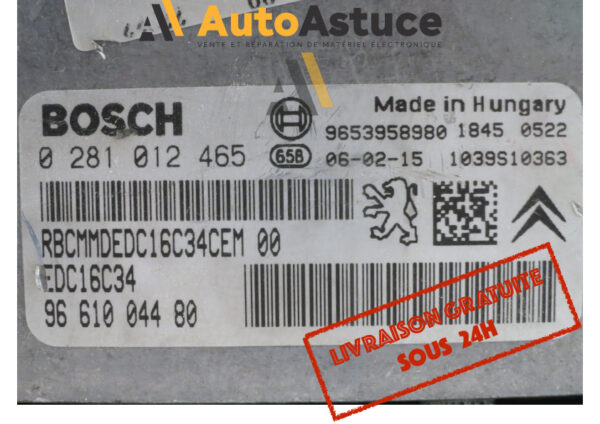 AutoAstuce
VENTE ET RÉPARATION DE MATÉRIEL ÉLECTRONIQUE
BOSCH
Made in Hungary
9653958980 1845 0522
0 281 012 465 658 06-02-15 1039S10363
RBCMMDEDC16C34CEM 00
EDC16C34
96 610 044 80
LIVRAISON GRATUITE
SOUS 24H